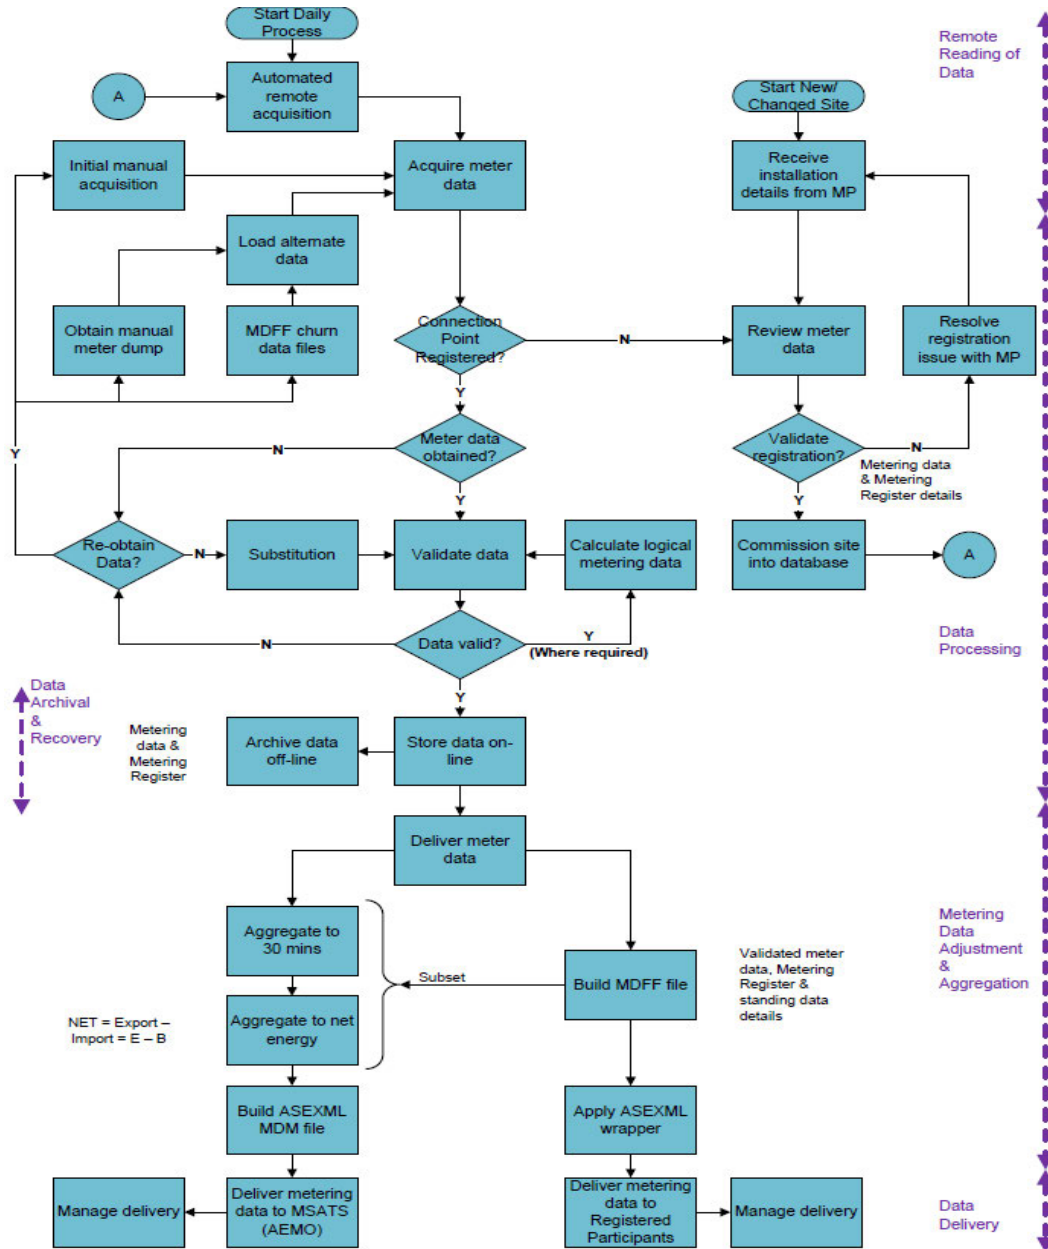 Start Daily
Process
Remote
Reading of
Data
A
Automated
remote
acquisition
Start New/
Changed Site
Initial manual
acquisition
Acquire meter
data
Receive
installation
details from MP
Load alternate
data
Obtain manual
meter dump
MDFF churn
data files
Connection
Point
Registered?
N
Review meter
data
Resolve
registration
issue with MP
Y
Y
N
Meter data
obtained?
Validate
registration?
N
Metering data
& Metering
Register details
Y
Y
Re-obtain
Data?
N
Substitution
Validate data
Calculate logical
metering data
Commission site
into database
A
N
Data valid?
Y
(Where required)
Data
Processing
Y
Data
Archival
&
Recovery
Metering
data &
Metering
Register
Archive data
off-line
Store data on-
line
Deliver meter
data
Aggregate to
30 mins
Metering
Data
Adjustment
&
Aggregation
Subset
Build MDFF file
Validated meter
data, Metering
Register &
standing data
details
NET = Export –
Import = E – B
Aggregate to net
energy
Build ASEXML
MDM file
Apply ASEXML
wrapper
Manage delivery
Deliver metering
data to MSATS
(AEMO)
Deliver metering
data to
Registered
Participants
Manage delivery
Data
Delivery